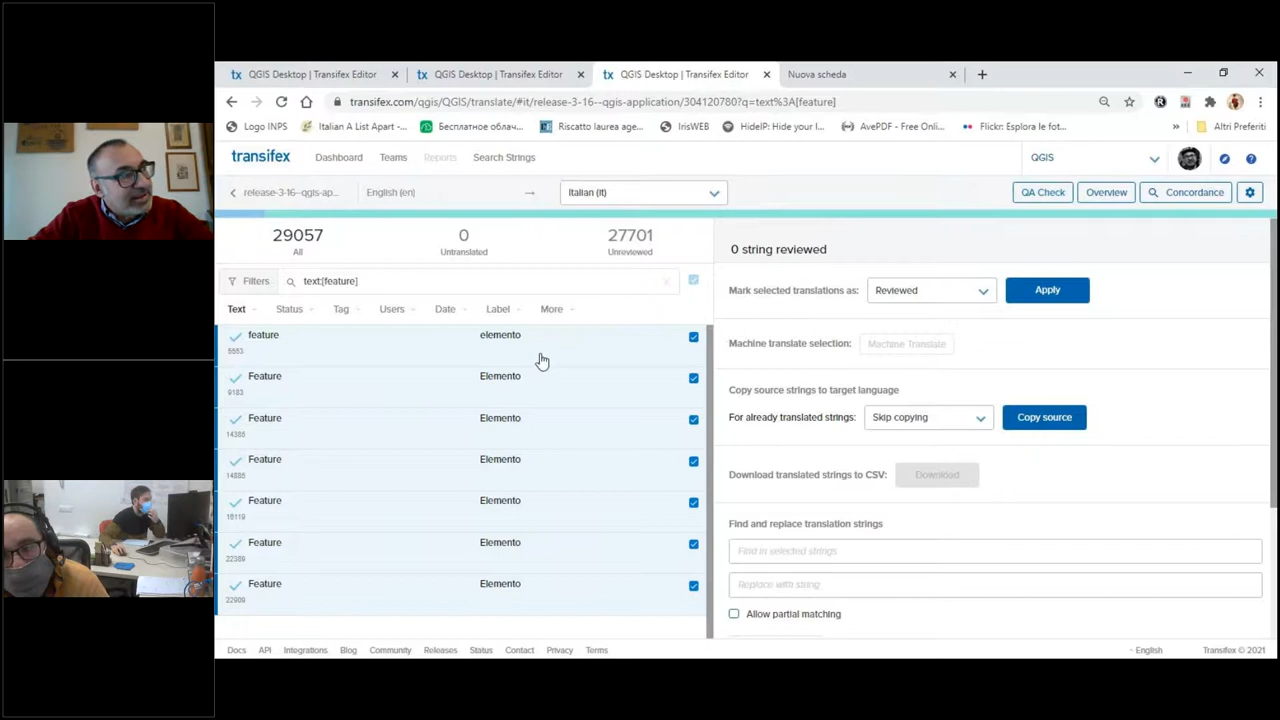 QGIS Desktop | Transifex Editor
QGIS Desktop | Transifex Editor
QGIS Desktop | Transifex Editor
Nuova scheda
transifex.com/qgis/QGIS/translate/#it/release-3-16--qgis-application/304120780?q=text%3A[feature]
Logo INPS
Italian A List Apart -...
Бесплатное облач...
Riscatto laurea age...
IrisWEB
HideIP: Hide your I...
AvePDF - Free Onli...
Flickr: Esplora le fot...
»
Altri Preferiti
transifex Dashboard Teams Reports Search Strings QGIS
release-3-16--qgis-ap... English (en) → Italian (it) QA Check Overview Concordance
29057 0 27701
All Untranslated Unreviewed
0 string reviewed
Filters text:[feature]
Mark selected translations as: Reviewed Apply
Text Status Tag Users Date Label More
feature elemento
5553
Feature Elemento
9183
Feature Elemento
14385
Feature Elemento
14885
Feature Elemento
16119
Feature Elemento
22389
Feature Elemento
22909
Machine translate selection: Machine Translate
Copy source strings to target language
For already translated strings: Skip copying Copy source
Download translated strings to CSV: Download
Find and replace translation strings
Find in selected strings
Replace with string
Allow partial matching
Docs API Integrations Blog Community Releases Status Contact Privacy Terms English Transifex © 2021